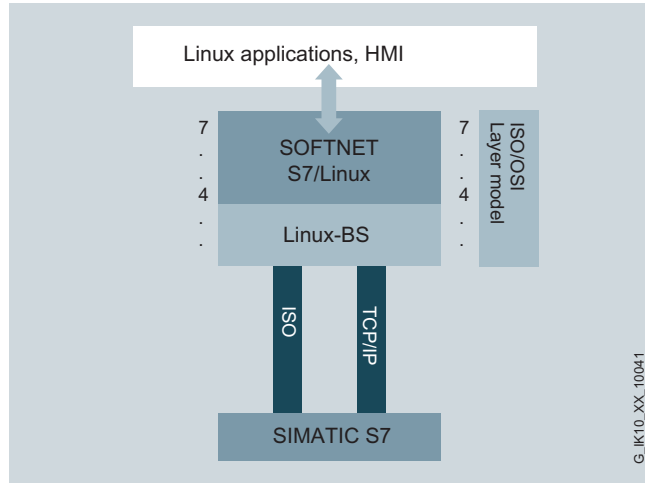 Linux applications, HMI
7
.
.
4
.
.
SOFTNET
S7/Linux
Linux-BS
7
.
.
4
.
.
ISO/OSI
Layer model
ISO
TCP/IP
SIMATIC S7
G_IK10_XX_10041